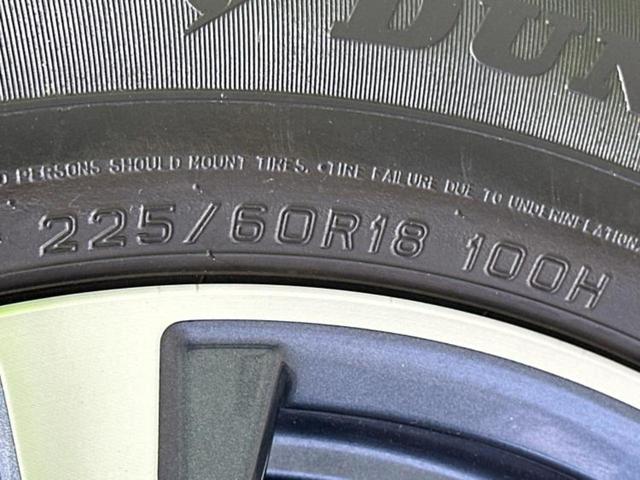 DUN
PERSONS SHOULD MOUNT TIRES. •TIRE FAILURE DUE TO UNDERINFLATION
225/60R18 100H